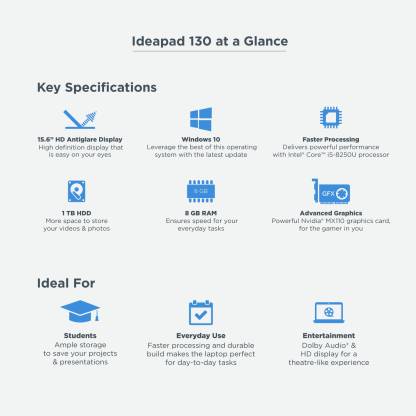 Ideapad 130 at a Glance
Key Specifications
15.6" HD Antiglare Display
High definition display that
is easy on your eyes
Windows 10
Leverage the best of this operating
system with the latest update
Faster Processing
Delivers powerful performance
with Intel® Core™ i5-8250U processor
8 GB
GFX
1 TB HDD
More space to store
your videos & photos
8 GB RAM
Ensures speed for your
everyday tasks
Advanced Graphics
Powerful Nvidia® MX110 graphics card,
for the gamer in you
Ideal For
Students
Ample storage
to save your projects
& presentations
Everyday Use
Faster processing and durable
build makes the laptop perfect
for day-to-day tasks
Entertainment
Dolby Audio® &
HD display for a
theatre-like experience